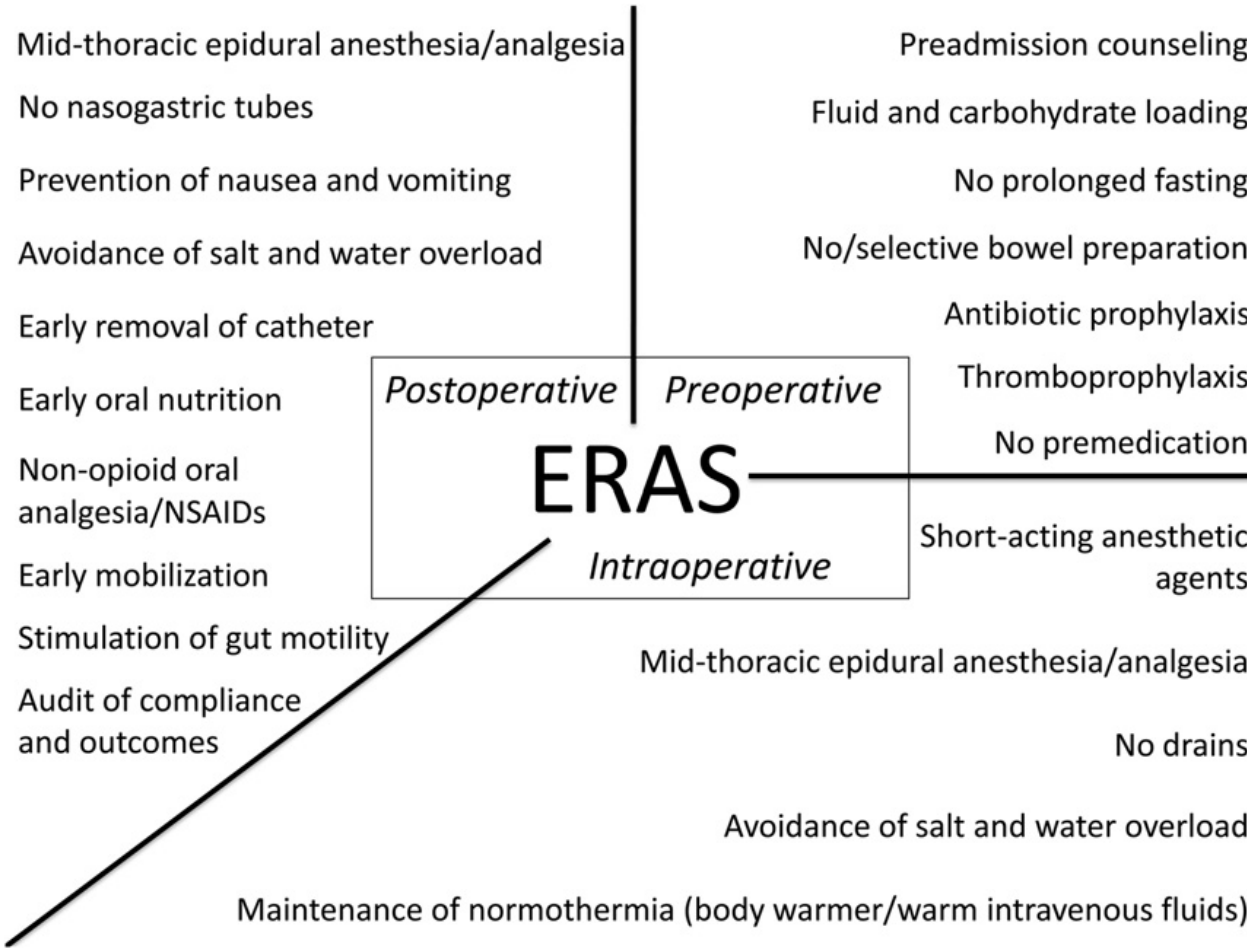 Mid-thoracic epidural anesthesia/analgesia
No nasogastric tubes
Prevention of nausea and vomiting
Avoidance of salt and water overload
Early removal of catheter
Early oral nutrition
Non-opioid oral
analgesia/NSAIDs
Early mobilization
Stimulation of gut motility
Audit of compliance
and outcomes
Preadmission counseling
Fluid and carbohydrate loading
No prolonged fasting
No/selective bowel preparation
Antibiotic prophylaxis
Thromboprophylaxis
No premedication
Postoperative
Preoperative
ERAS
Intraoperative
Short-acting anesthetic
agents
Mid-thoracic epidural anesthesia/analgesia
No drains
Avoidance of salt and water overload
Maintenance of normothermia (body warmer/warm intravenous fluids)